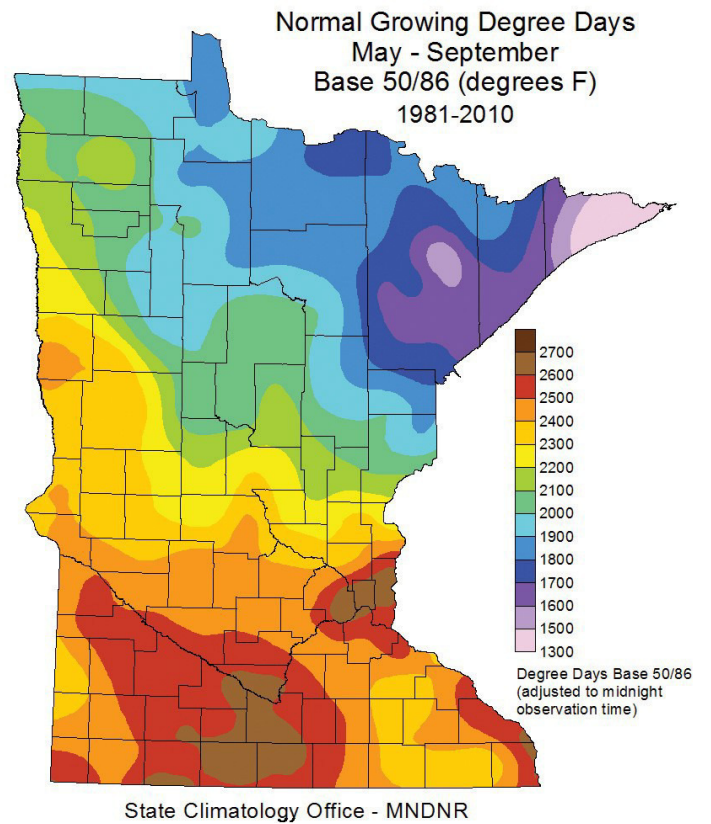 Normal Growing Degree Days
May - September
Base 50/86 (degrees F)
1981-2010
2700
2600
2500
2400
2300
2200
2100
2000
1900
1800
1700
1600
1500
1300
Degree Days Base 50/86
(adjusted to midnight
observation time)
State Climatology Office - MNDNR